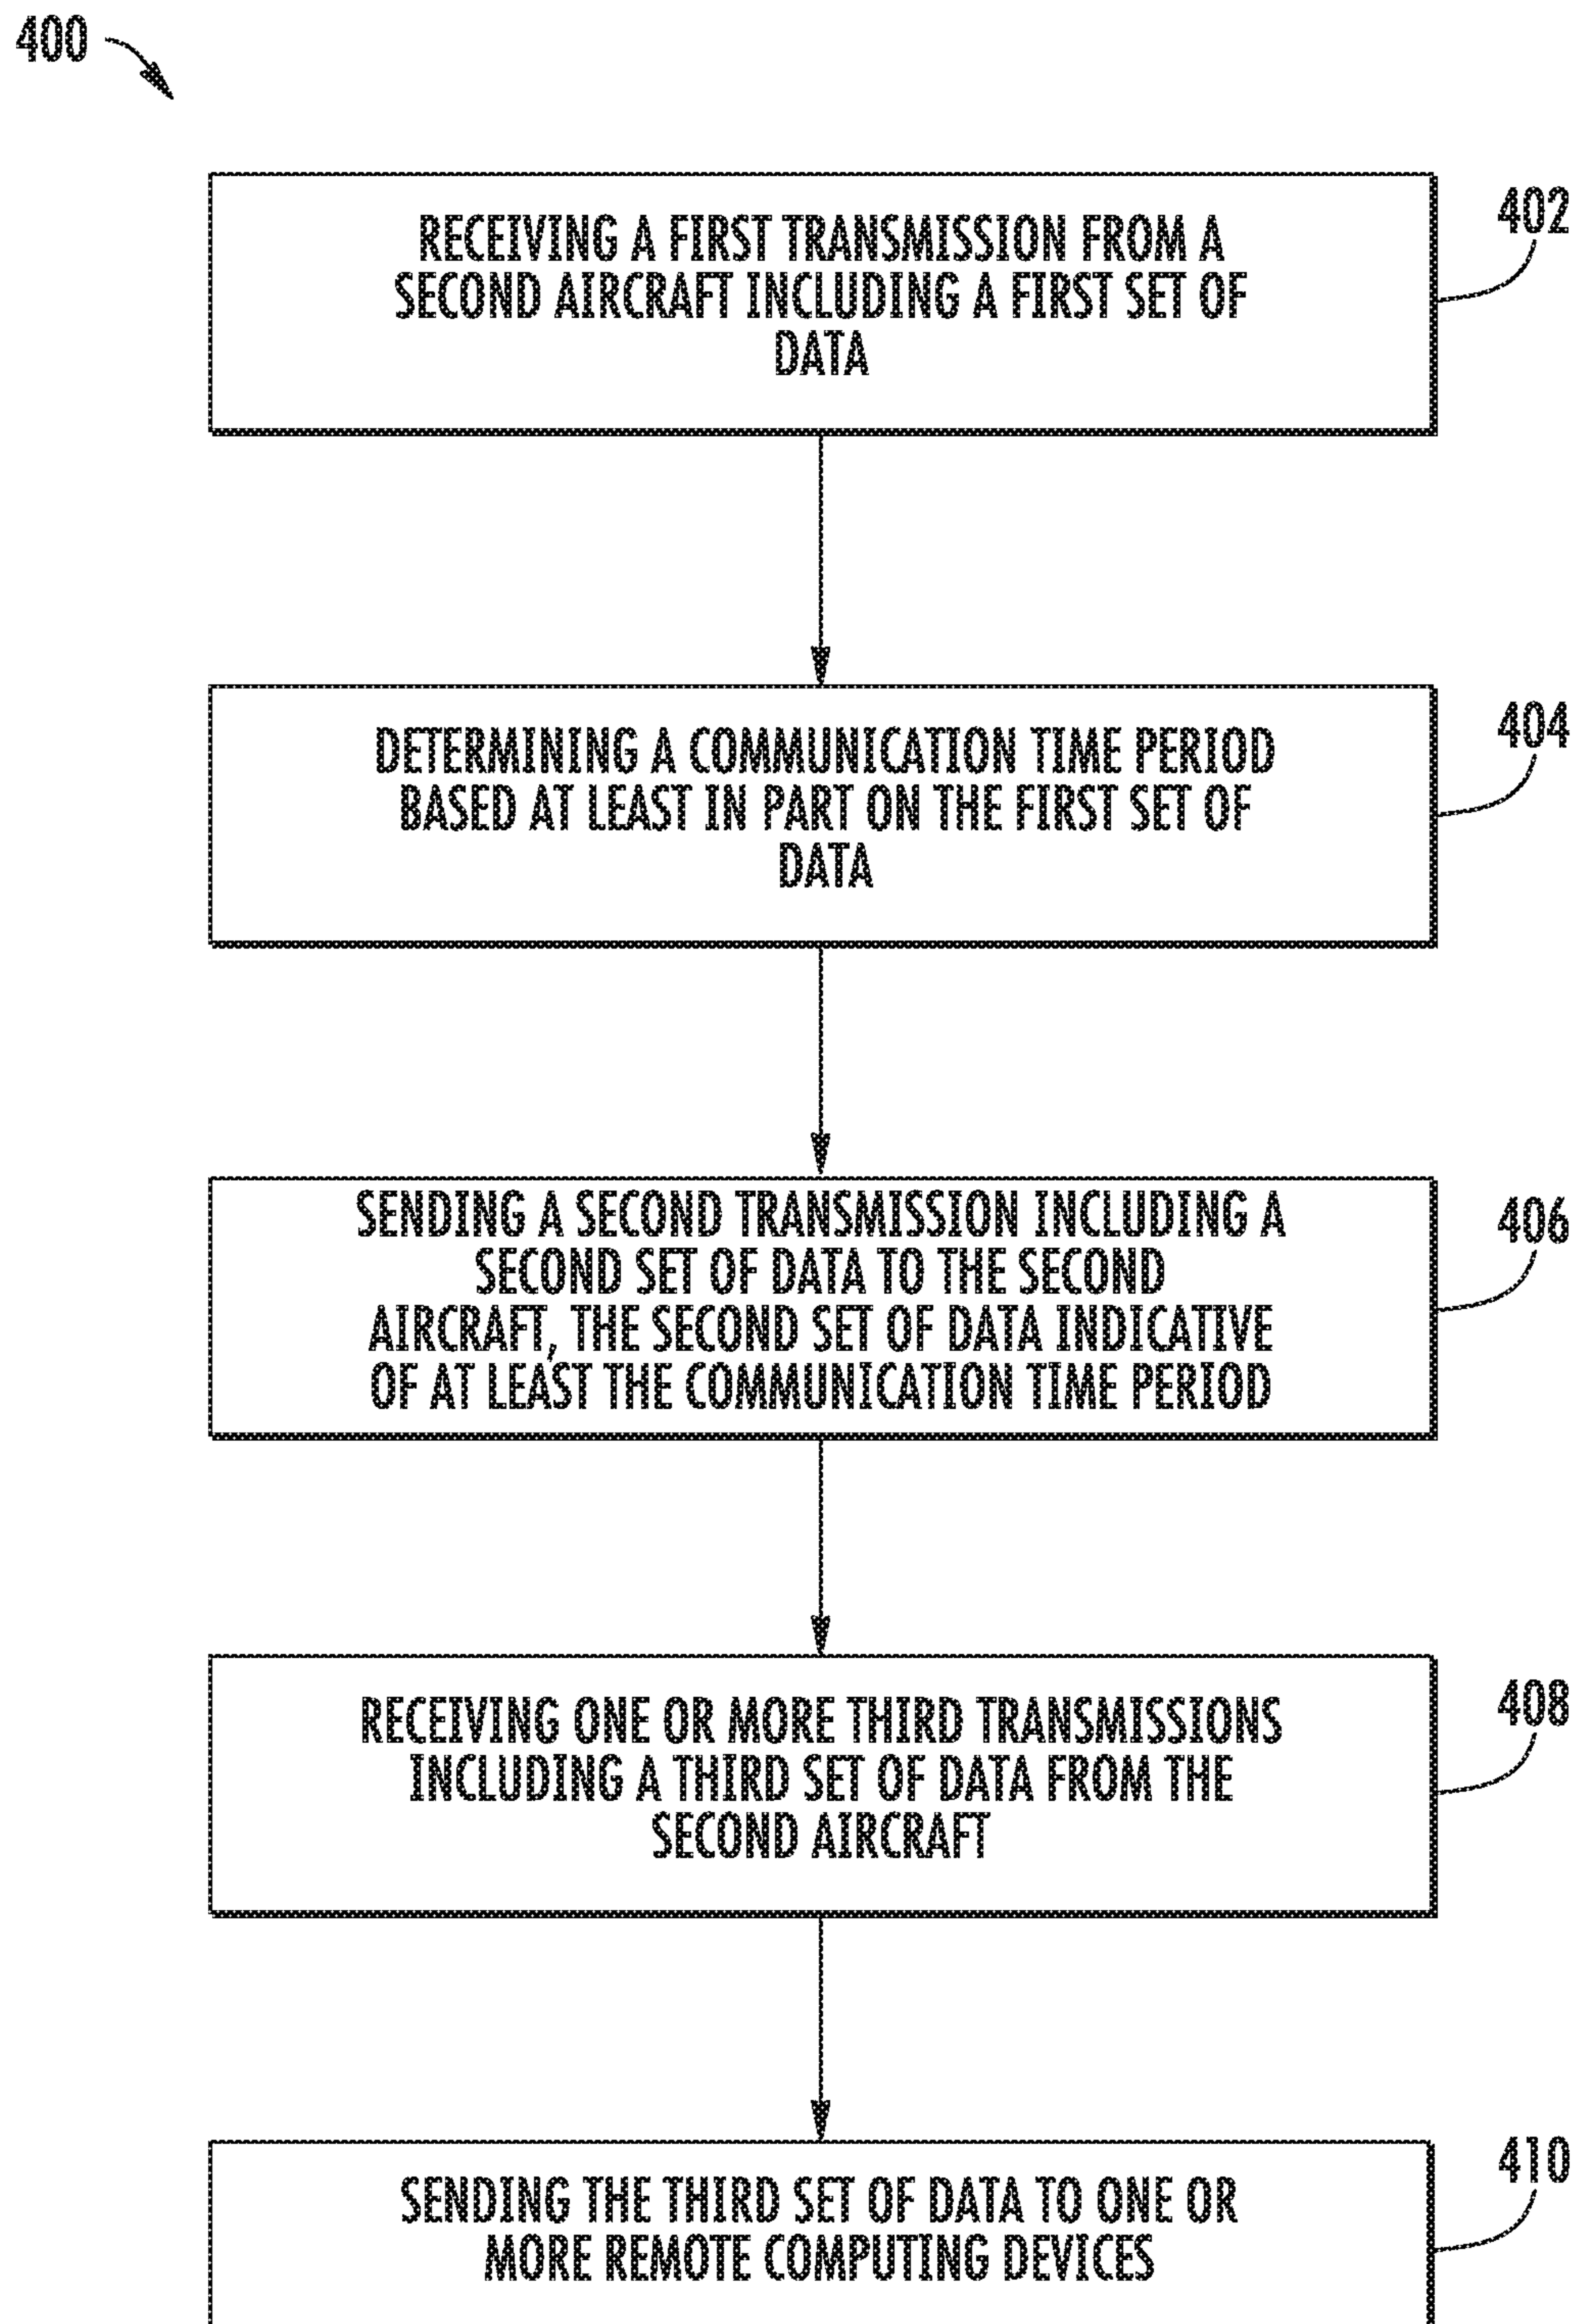 400
RECEIVING A FIRST TRANSMISSION FROM A
SECOND AIRCRAFT INCLUDING A FIRST SET OF
DATA
402
DETERMINING A COMMUNICATION TIME PERIOD
BASED AT LEAST IN PART ON THE FIRST SET OF
DATA
404
SENDING A SECOND TRANSMISSION INCLUDING A
SECOND SET OF DATA TO THE SECOND
AIRCRAFT, THE SECOND SET OF DATA INDICATIVE
OF AT LEAST THE COMMUNICATION TIME PERIOD
406
RECEIVING ONE OR MORE THIRD TRANSMISSIONS
INCLUDING A THIRD SET OF DATA FROM THE
SECOND AIRCRAFT
408
SENDING THE THIRD SET OF DATA TO ONE OR
MORE REMOTE COMPUTING DEVICES
410